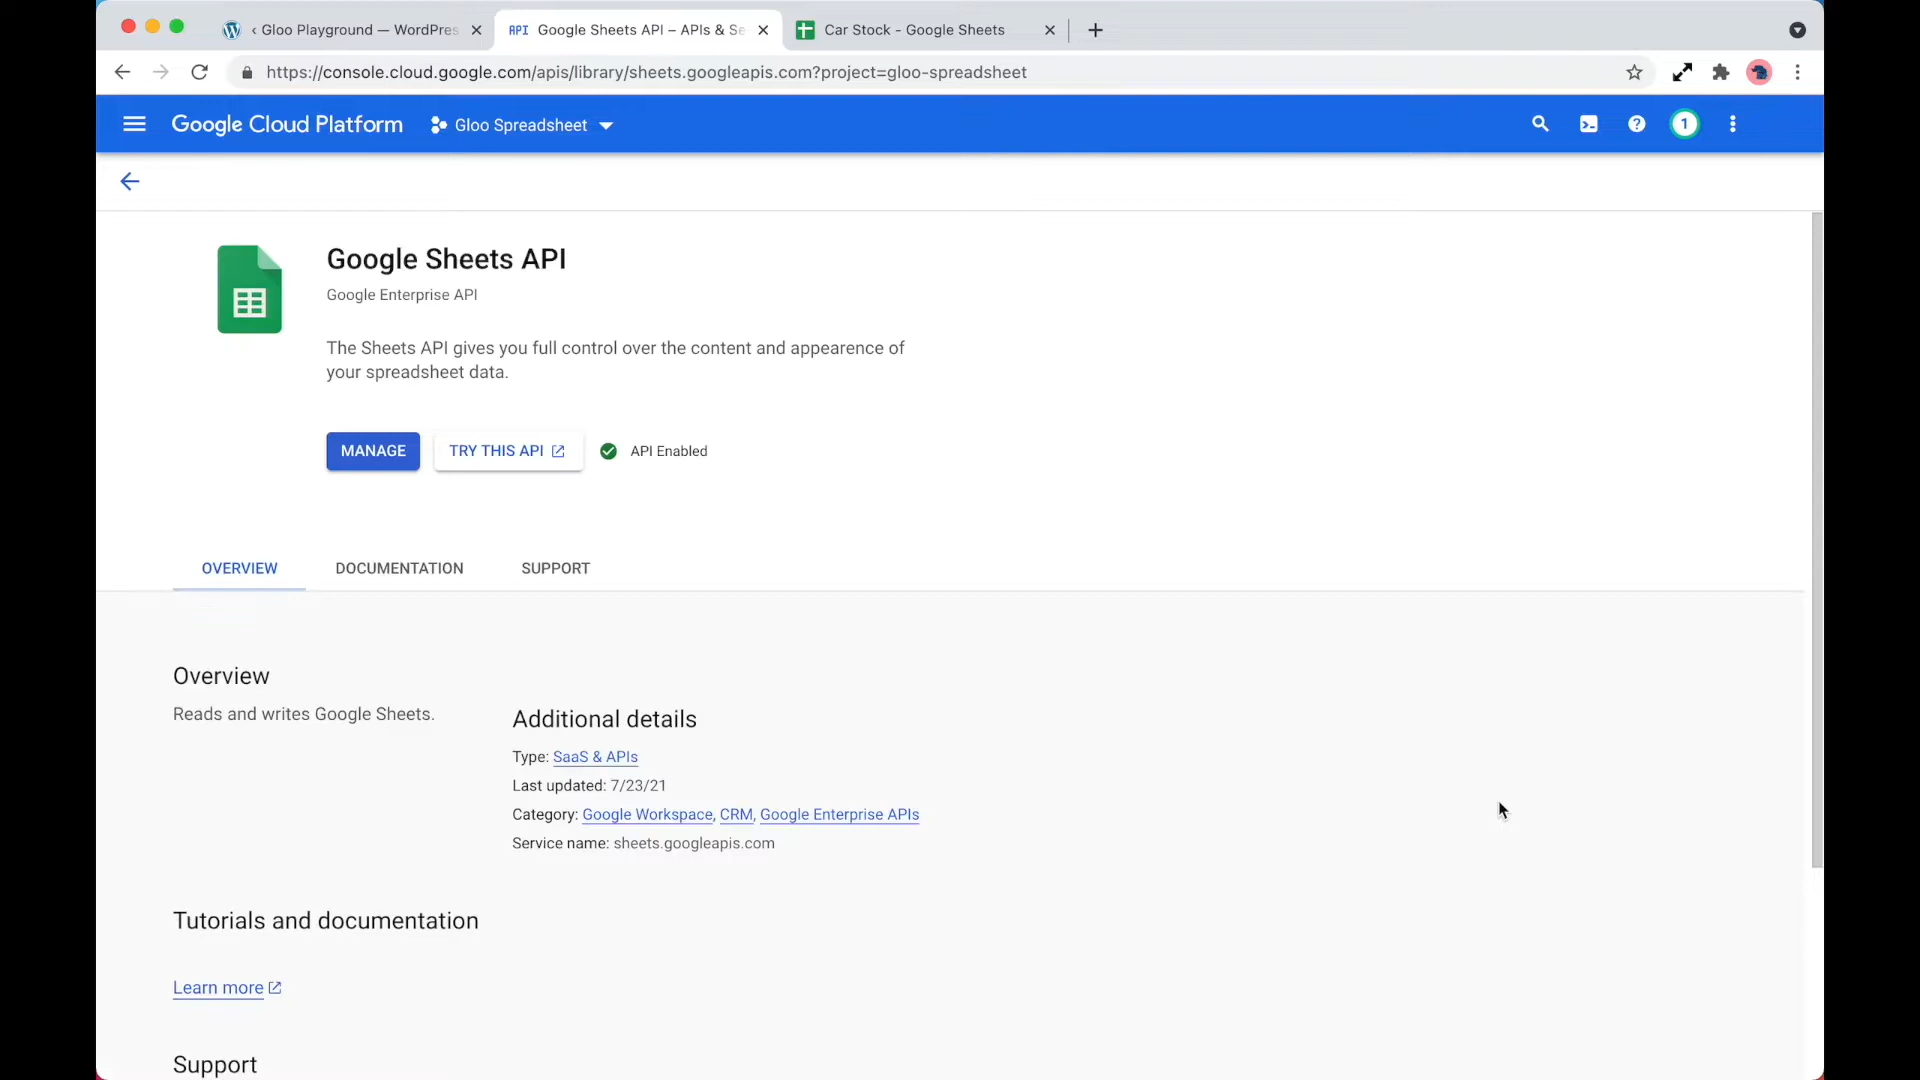 ‹ Gloo Playground — WordPres
API Google Sheets API – APIs & Se
Car Stock - Google Sheets
https://console.cloud.google.com/apis/library/sheets.googleapis.com?project=gloo-spreadsheet
Google Cloud Platform
Gloo Spreadsheet
1
Google Sheets API
Google Enterprise API
The Sheets API gives you full control over the content and appearence of
your spreadsheet data.
MANAGE
TRY THIS API
API Enabled
OVERVIEW
DOCUMENTATION
SUPPORT
Overview
Reads and writes Google Sheets.
Additional details
Type: SaaS & APIs
Last updated: 7/23/21
Category: Google Workspace, CRM, Google Enterprise APIs
Service name: sheets.googleapis.com
Tutorials and documentation
Learn more
Support